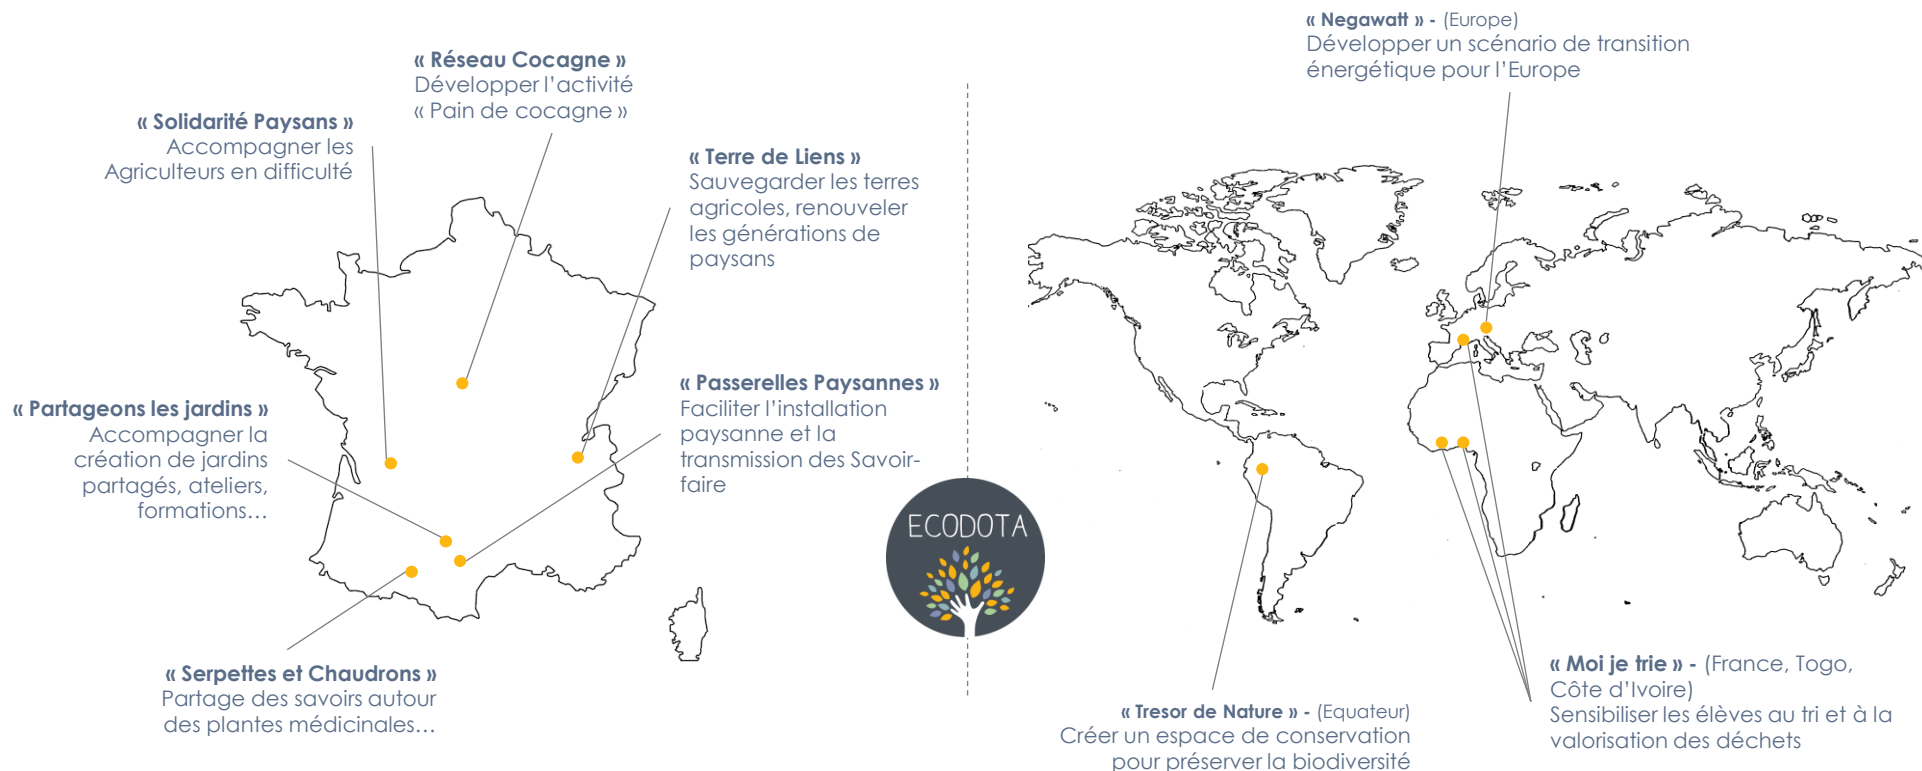 « Réseau Cocagne »
Développer l’activité
« Pain de cocagne »
« Solidarité Paysans »
Accompagner les
Agriculteurs en difficulté
« Terre de Liens »
Sauvegarder les terres
agricoles, renouveler
les générations de
paysans
« Partageons les jardins »
Accompagner la
création de jardins
partagés, ateliers,
formations…
« Passerelles Paysannes »
Faciliter l’installation
paysanne et la
transmission des Savoir-
faire
« Serpettes et Chaudrons »
Partage des savoirs autour
des plantes médicinales…
ECODOTA
« Negawatt » - (Europe)
Développer un scénario de transition
énergétique pour l’Europe
« Tresor de Nature » - (Equateur)
Créer un espace de conservation
pour préserver la biodiversité
« Moi je trie » - (France, Togo,
Côte d’Ivoire)
Sensibiliser les élèves au tri et à la
valorisation des déchets